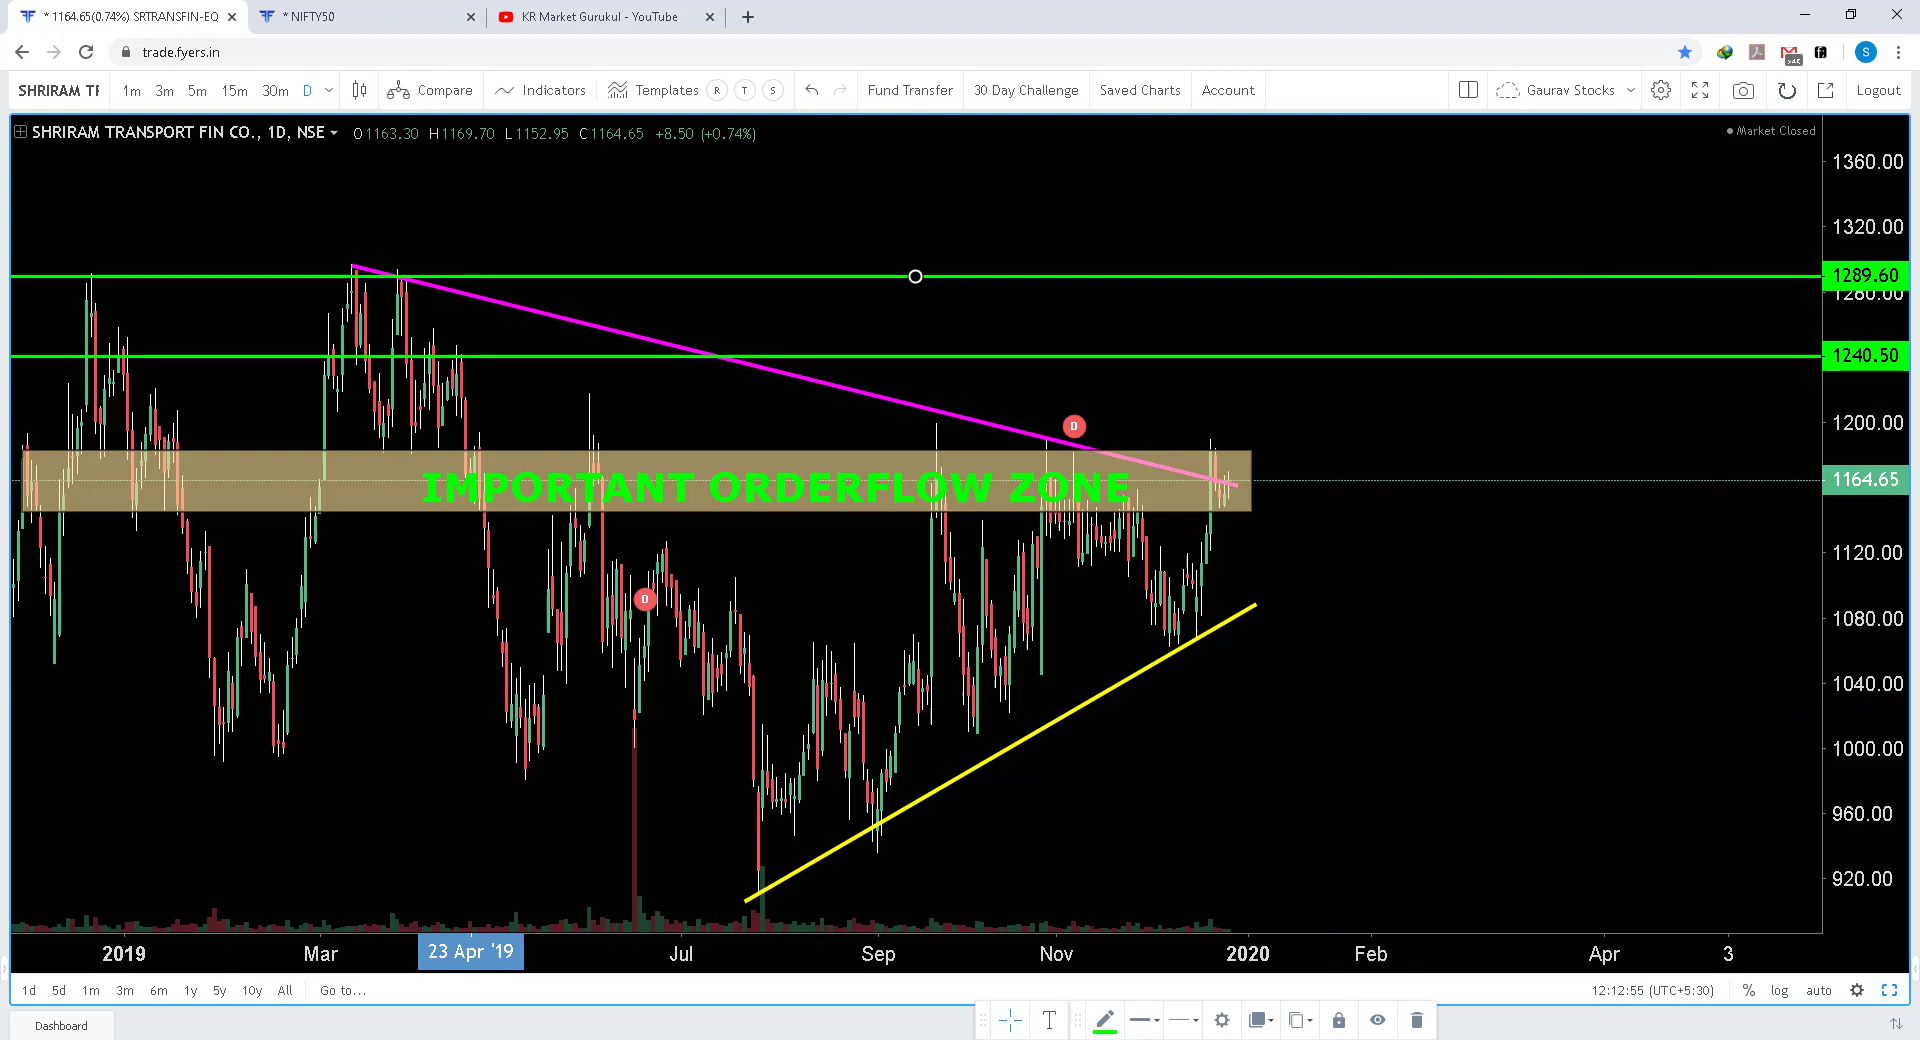 * 1164.65(0.74%) SRTRANSFIN-EQ
* NIFTY50
KR Market Gurukul - YouTube
trade.fyers.in
S
SHRIRAM TF
1m 3m 5m 15m 30m D
Compare
Indicators
Templates R T S
Fund Transfer
30 Day Challenge
Saved Charts
Account
Gaurav Stocks
Logout
SHRIRAM TRANSPORT FIN CO., 1D, NSE
O1163.30 H1169.70 L1152.95 C1164.65 +8.50 (+0.74%)
Market Closed
1360.00
1320.00
1289.60
1280.00
1240.50
1200.00
D
IMPORTANT ORDERFLOW ZONE
1164.65
1120.00
D
1080.00
1040.00
1000.00
960.00
920.00
2019 Mar 23 Apr '19 Jul Sep Nov 2020 Feb Apr 3
1d 5d 1m 3m 6m 1y 5y 10y All Go to...
12:12:55 (UTC+5:30) % log auto
T
Dashboard